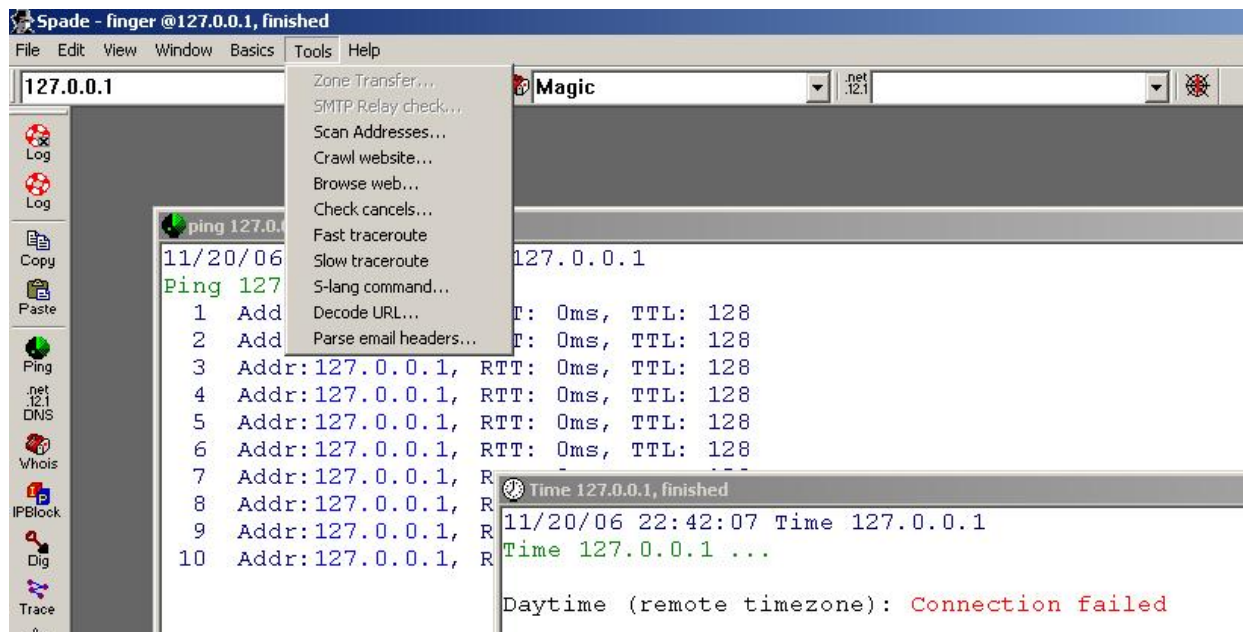 Spade - finger @127.0.0.1, finished
File Edit View Window Basics Tools Help
127.0.0.1
Magic
.net
.12.1
Zone Transfer...
SMTP Relay check...
Scan Addresses...
Crawl website...
Browse web...
Check cancels...
Fast traceroute
Slow traceroute
S-lang command...
Decode URL...
Parse email headers...
Log
Log
Copy
Paste
Ping
.net
.12.1
DNS
Whois
IPBlock
Dig
Trace
ping 127.0.
11/20/06 127.0.0.1
Ping 127
1 Add T: 0ms, TTL: 128
2 Add T: 0ms, TTL: 128
3 Addr:127.0.0.1, RTT: 0ms, TTL: 128
4 Addr:127.0.0.1, RTT: 0ms, TTL: 128
5 Addr:127.0.0.1, RTT: 0ms, TTL: 128
6 Addr:127.0.0.1, RTT: 0ms, TTL: 128
7 Addr:127.0.0.1, R
8 Addr:127.0.0.1, R
9 Addr:127.0.0.1, R
10 Addr:127.0.0.1, R
Time 127.0.0.1, finished
11/20/06 22:42:07 Time 127.0.0.1
Time 127.0.0.1 ...
Daytime (remote timezone): Connection failed